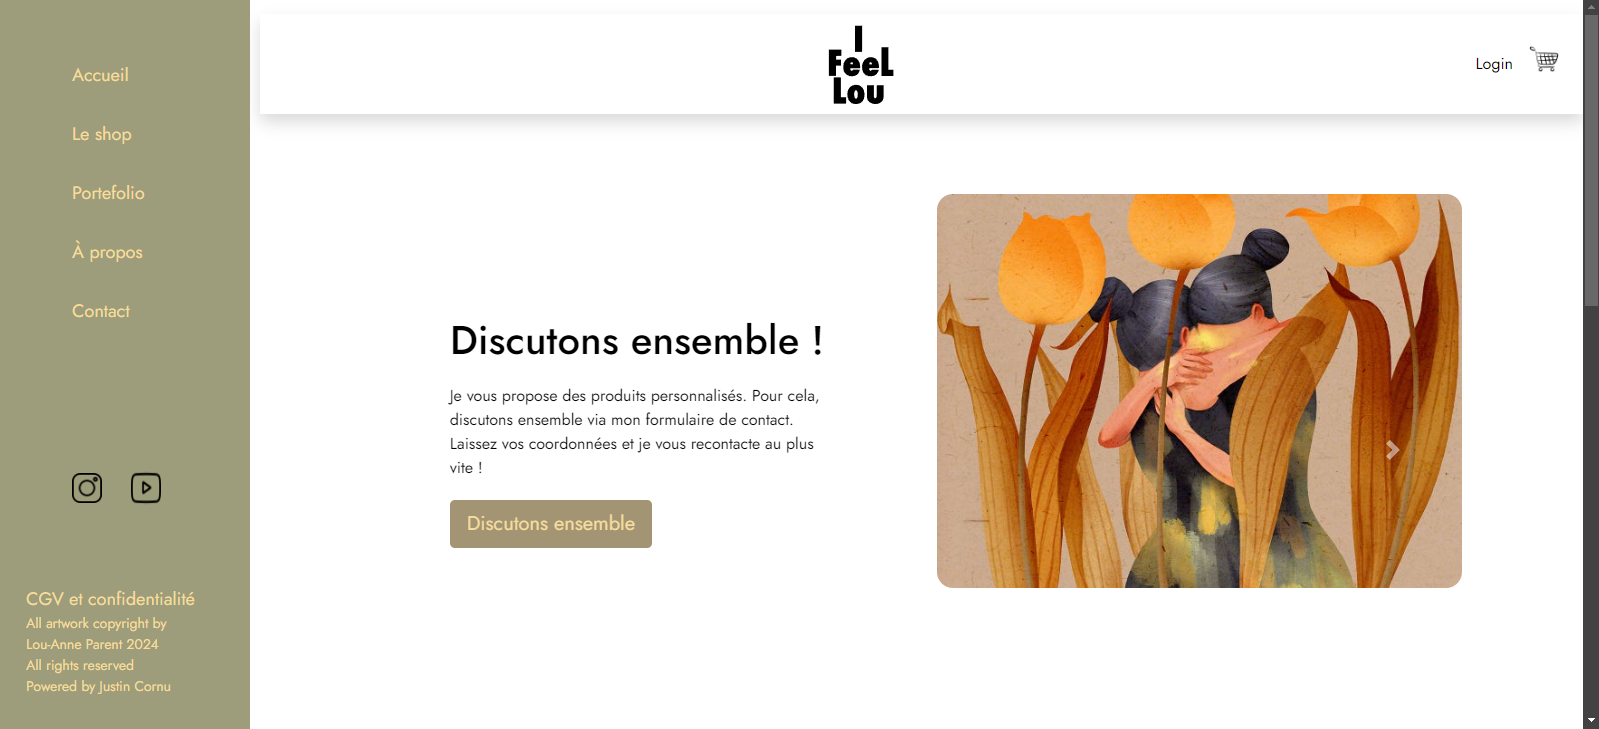 Accueil
Le shop
Portefolio
À propos
Contact
CGV et confidentialité
All artwork copyright by
Lou-Anne Parent 2024
All rights reserved
Powered by Justin Cornu
I
FeeL
Lou
Login
Discutons ensemble !
Je vous propose des produits personnalisés. Pour cela,
discutons ensemble via mon formulaire de contact.
Laissez vos coordonnées et je vous recontacte au plus
vite !
Discutons ensemble